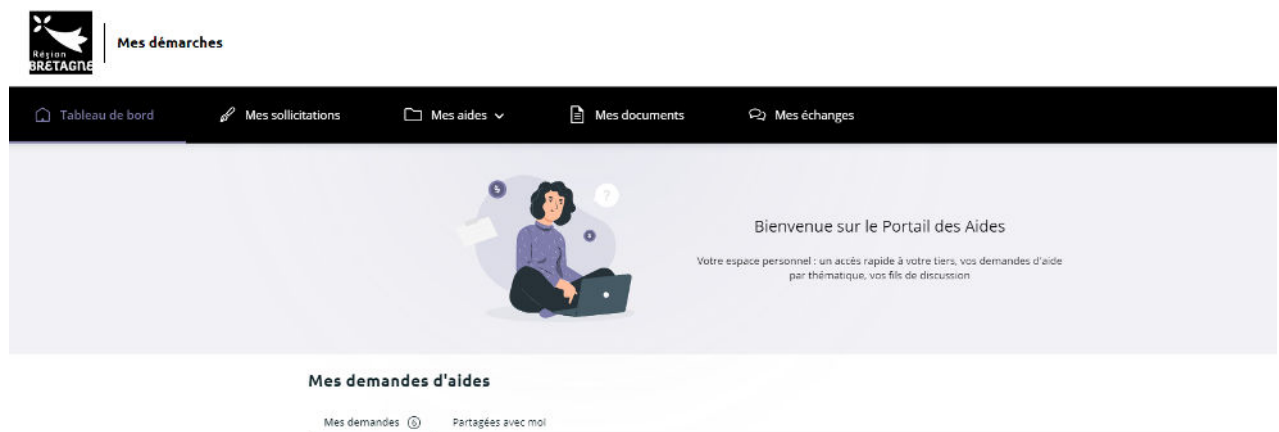 Région
BRETAGNE
Mes démarches
Tableau de bord
Mes sollicitations
Mes aides
Mes documents
Mes échanges
$
?
Bienvenue sur le Portail des Aides
Votre espace personnel : un accès rapide à votre tiers, vos demandes d'aide
par thématique, vos fils de discussion
Mes demandes d'aides
Mes demandes 6
Partagées avec moi